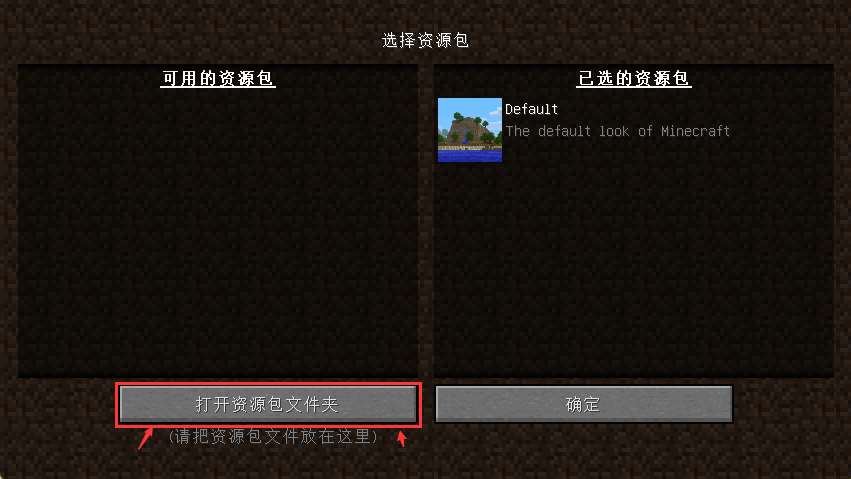 选择资源包
可用的资源包
已选的资源包
Default
The default look of Minecraft
打开资源包文件夹
确定
(请把资源包文件放在这里)